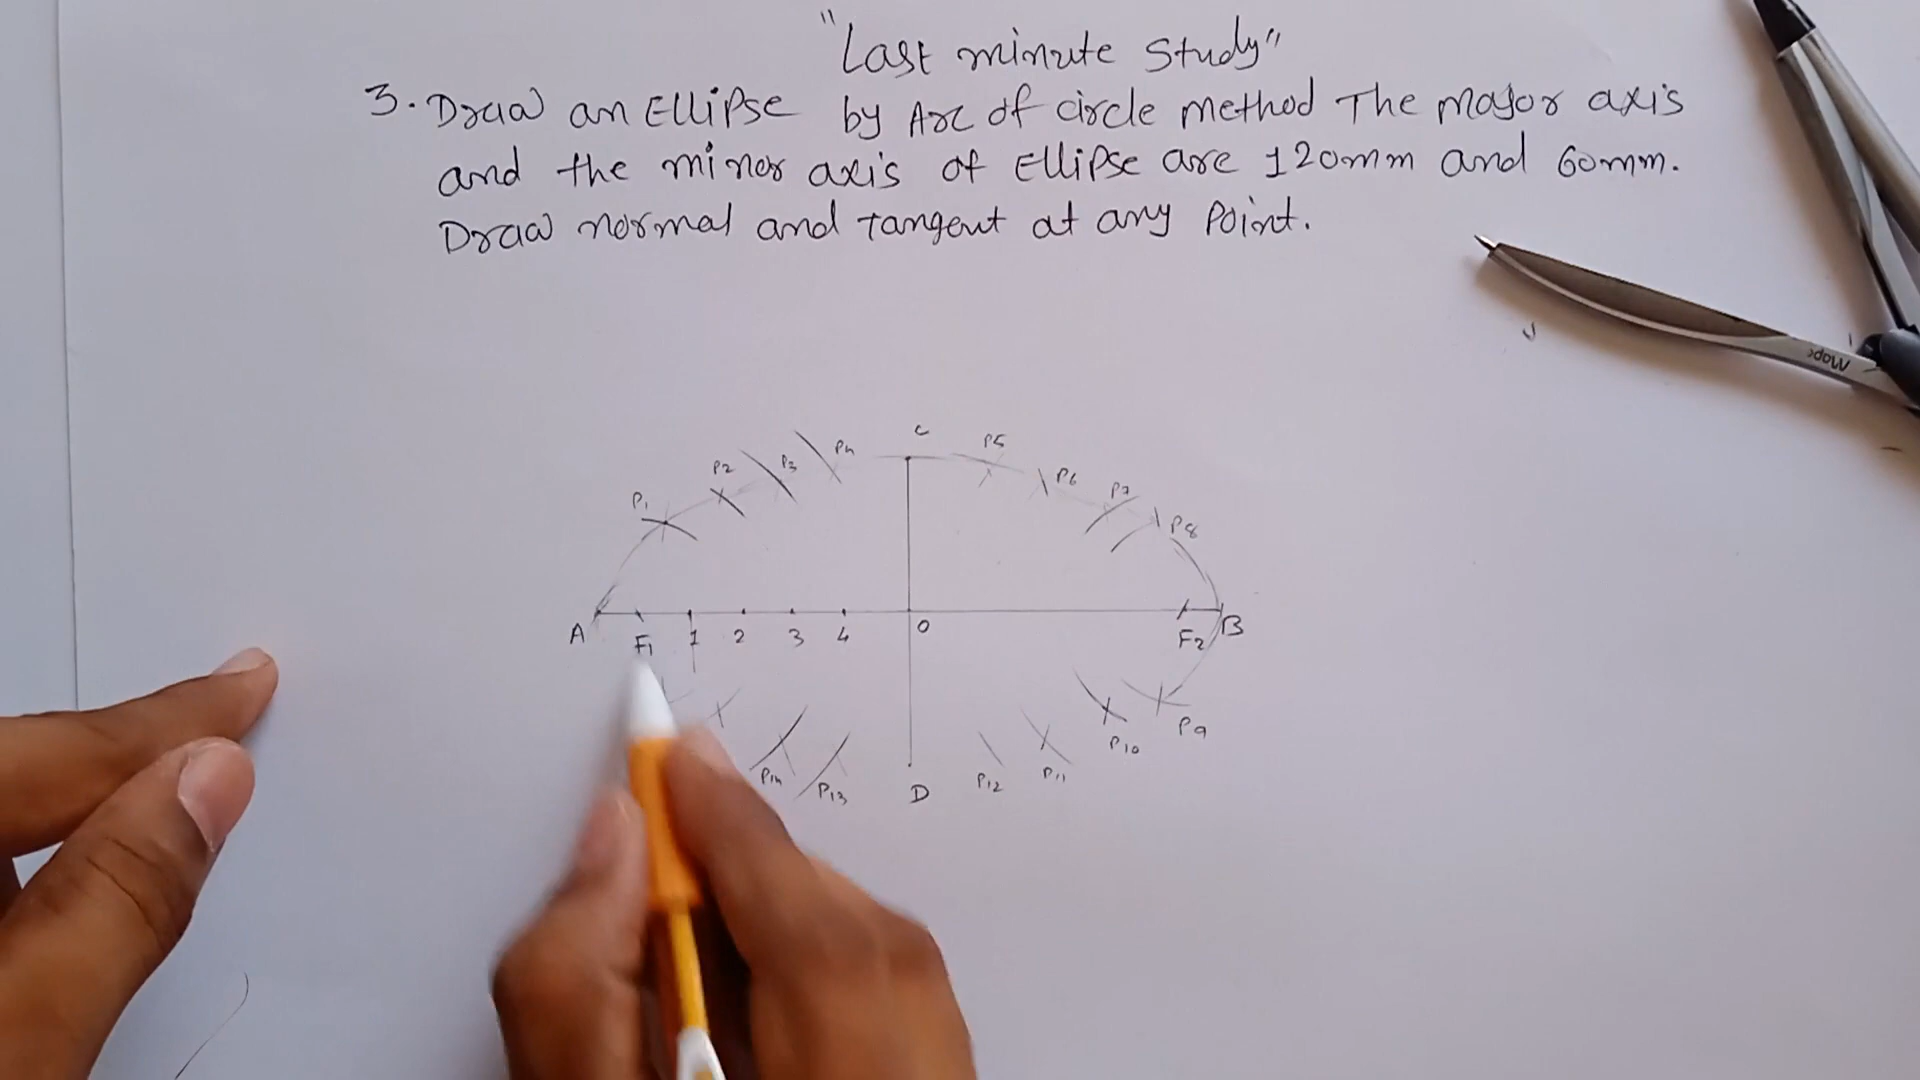 "Last minute Study"
3. Draw an Ellipse by Arc of circle method The major axis
and the minor axis of Ellipse are 120mm and 60mm.
Draw normal and Tangent at any Point.
C
P1 P2 P3 P4 P5 P6 P7 P8
A F1 1 2 3 4 O F2 B
P14 P13 D P12 P11 P10 P9
Mapc